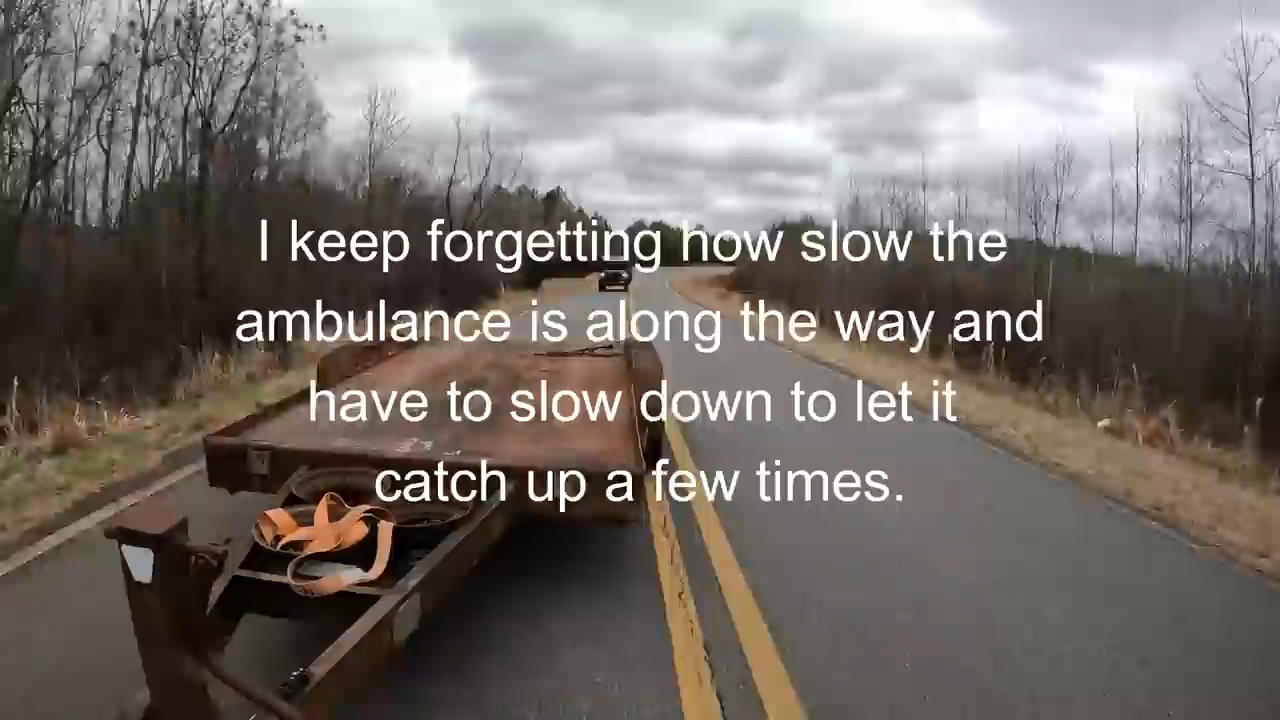 I keep forgetting how slow the
ambulance is along the way and
have to slow down to let it
catch up a few times.